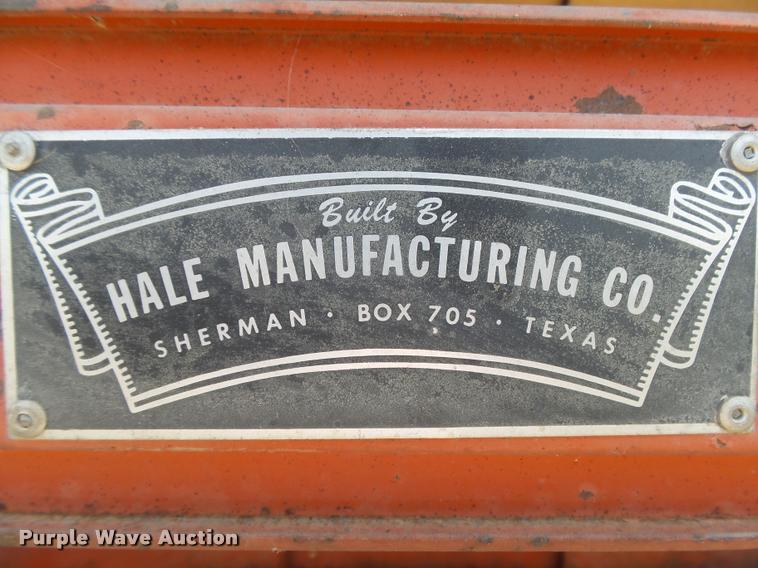 Built By
HALE MANUFACTURING CO.
SHERMAN · BOX 705 · TEXAS
Purple Wave Auction